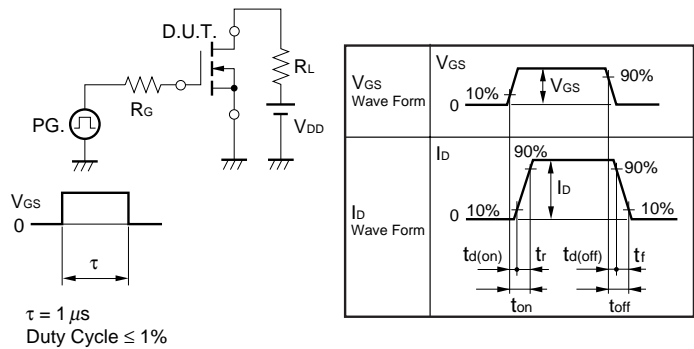 D.U.T.
RL
RG
PG.
VDD
VGS
0
τ
τ = 1 μs
Duty Cycle ≤ 1%
VGS
Wave Form
VGS
10%
0
VGS
90%
ID
Wave Form
ID
90%
90%
ID
0 10%
10%
td(on) tr td(off) tf
ton toff